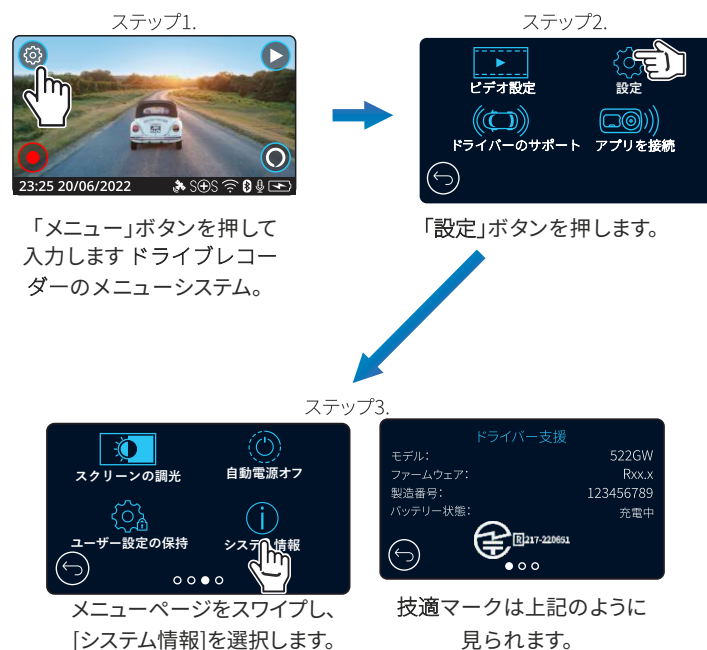 ステップ1.
23:25 20/06/2022
SOS
「メニュー」ボタンを押して
入力します ドライブレコー
ダーのメニューシステム。
ステップ2.
ビデオ設定
設定
ドライバーのサポート
アプリを接続
「設定」ボタンを押します。
ステップ3.
スクリーンの調光
自動電源オフ
ユーザー設定の保持
システム情報
メニューページをスワイプし、
[システム情報]を選択します。
ドライバー支援
モデル: 522GW
ファームウェア: Rxx.x
製造番号: 123456789
バッテリー状態: 充電中
R 217-220651
技適マークは上記のように
見られます。